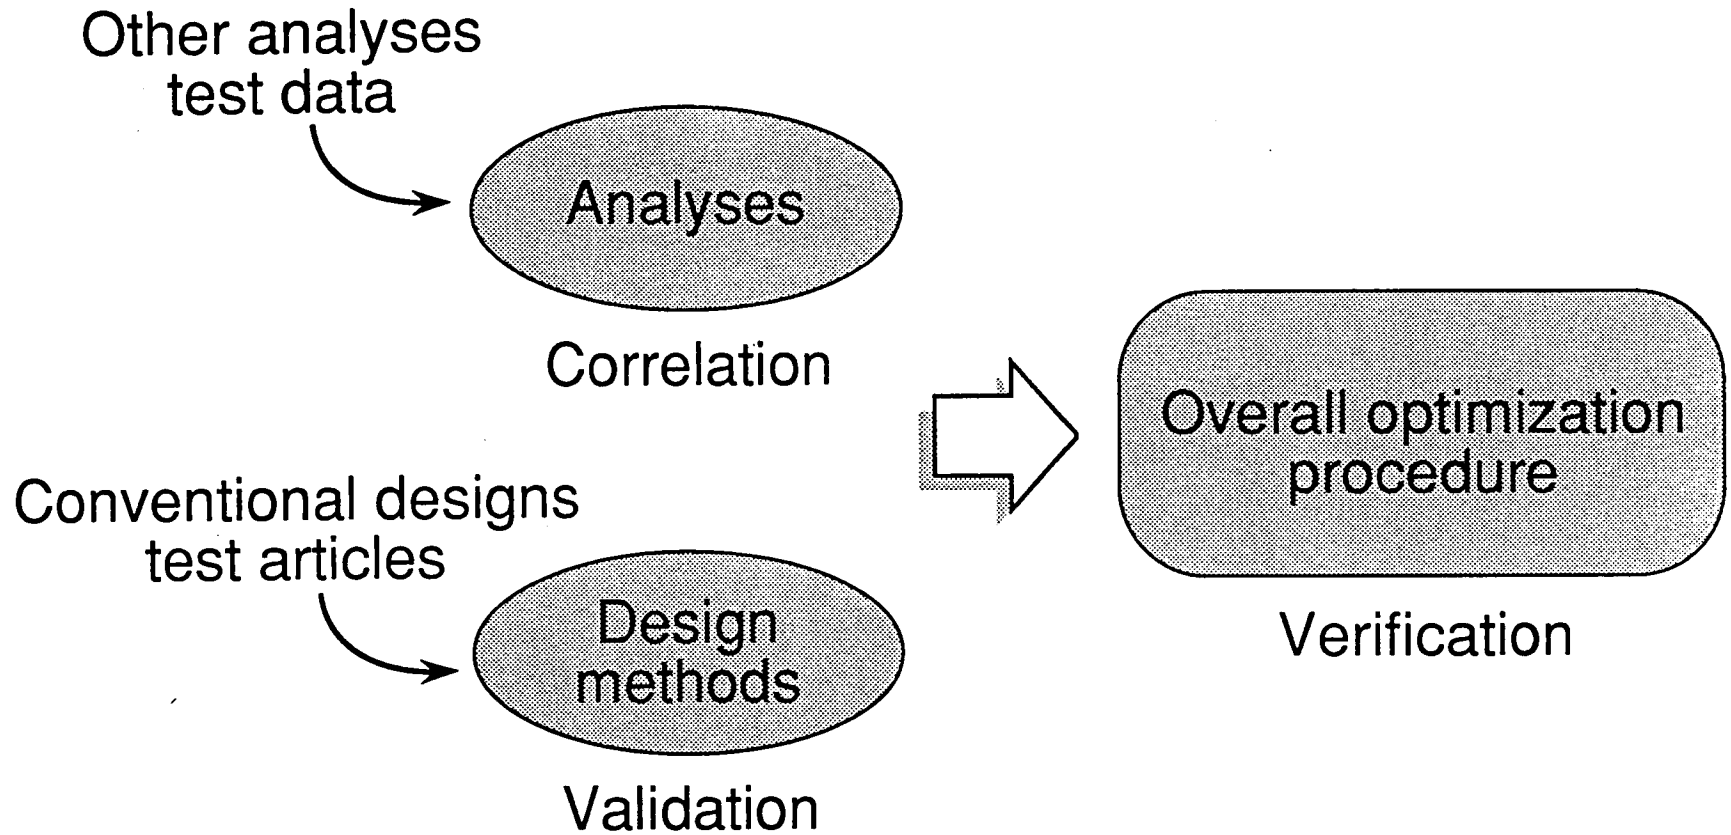 Other analyses
test data
Analyses
Correlation
Conventional designs
test articles
Design
methods
Validation
Overall optimization
procedure
Verification